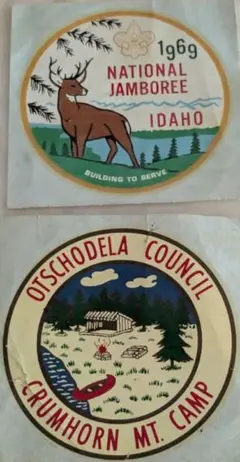 1969
NATIONAL
JAMBOREE
IDAHO
BUILDING TO SERVE
OTSCHODELA COUNCIL
CRUMHORN MT. CAMP